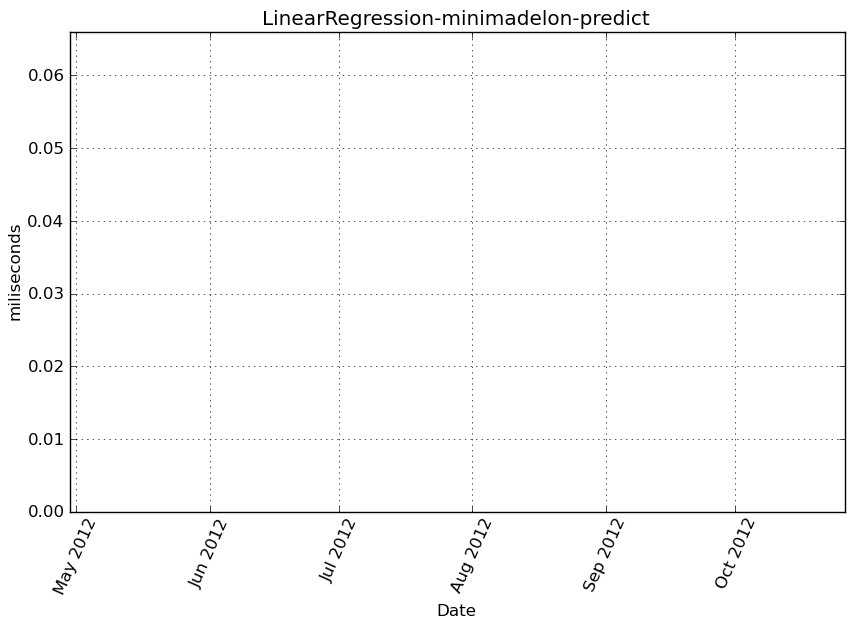 LinearRegression-minimadelon-predict
0.06
0.05
0.04
0.03
0.02
0.01
0.00
miliseconds
May 2012
Jun 2012
Jul 2012
Aug 2012
Sep 2012
Oct 2012
Date